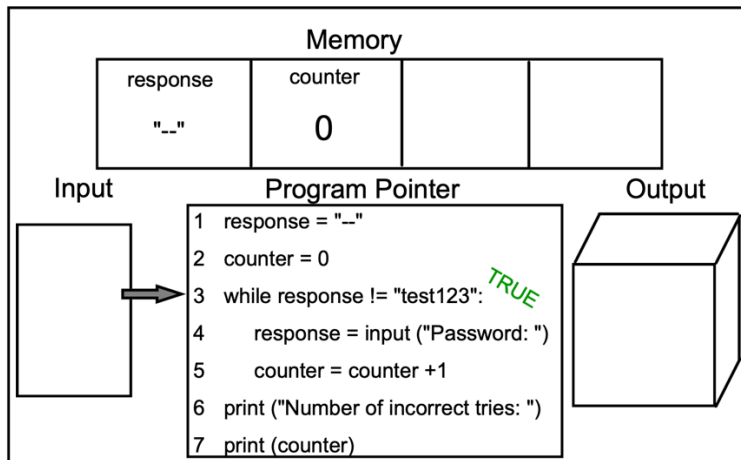 Memory
response counter
"--" 0
Input Program Pointer Output
1 response = "--"
2 counter = 0
3 while response != "test123": TRUE
4 response = input ("Password: ")
5 counter = counter +1
6 print ("Number of incorrect tries: ")
7 print (counter)